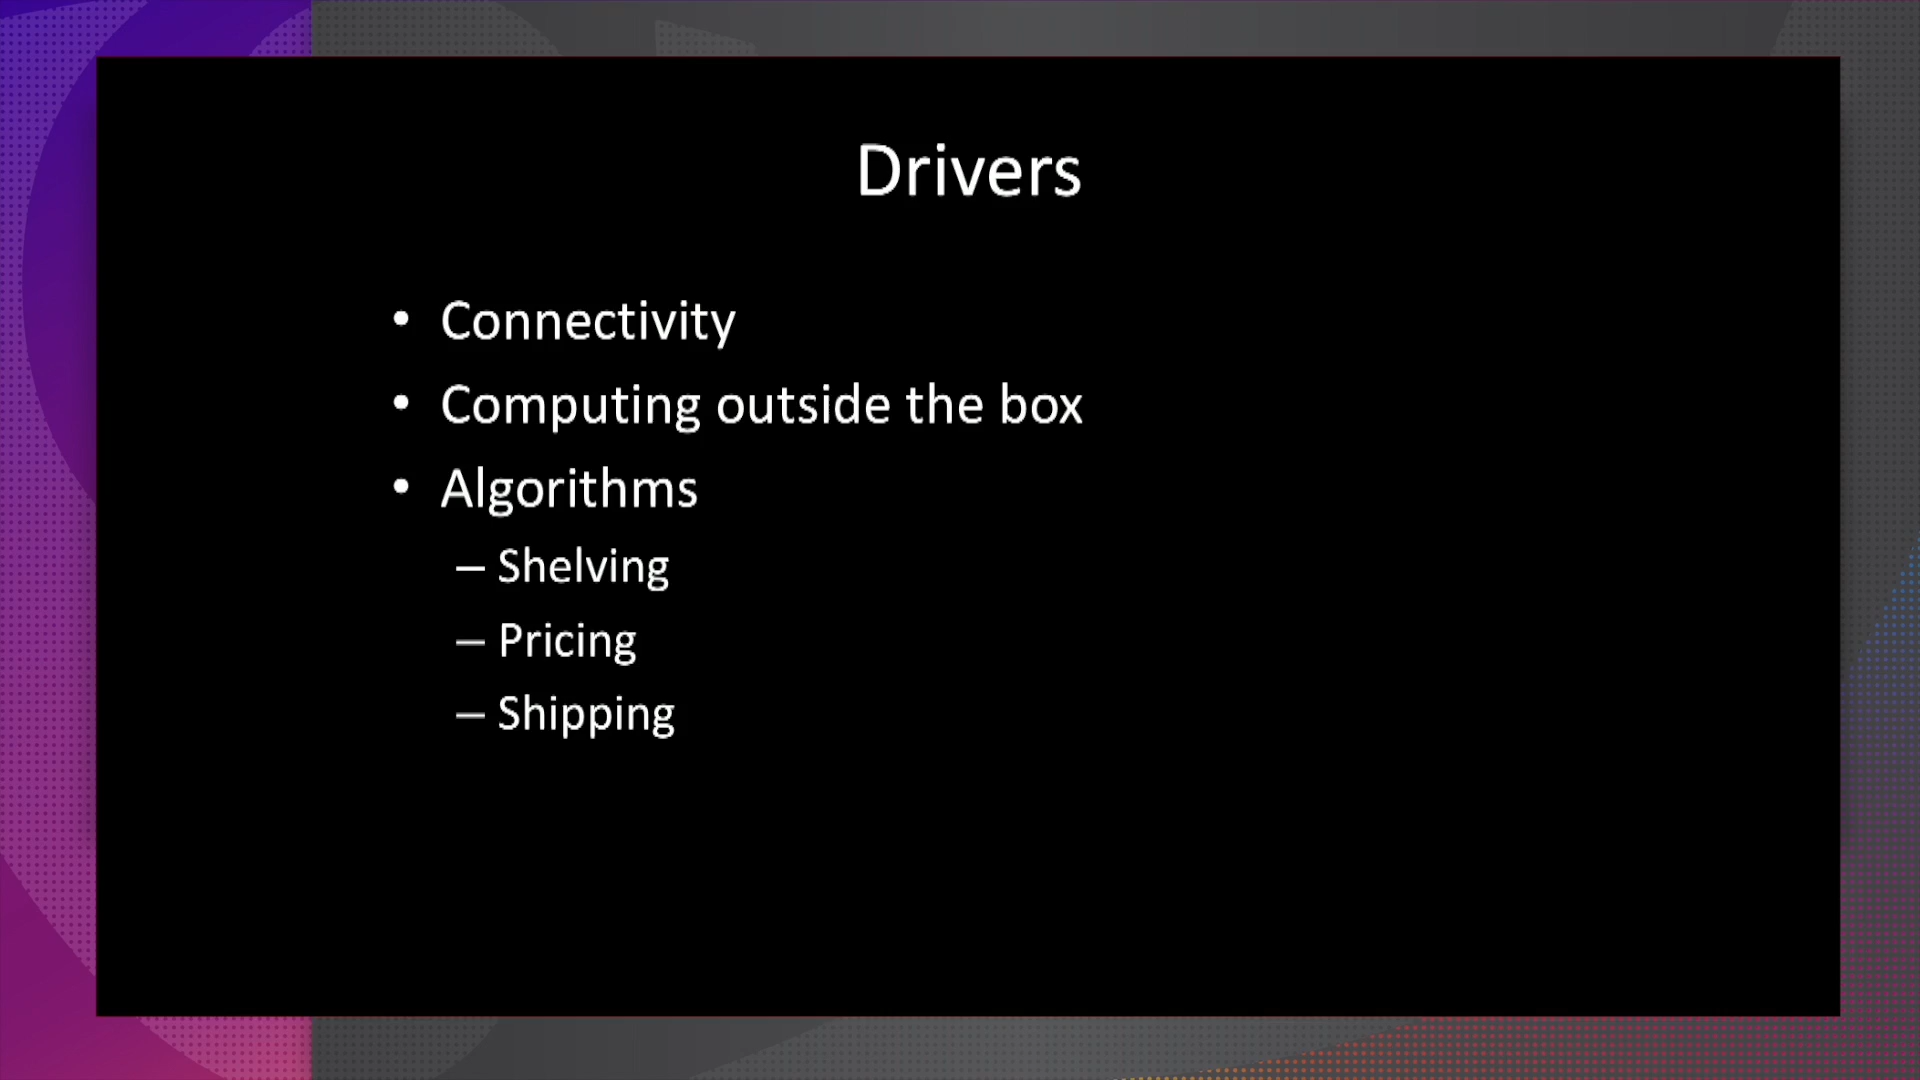 Drivers
• Connectivity
• Computing outside the box
• Algorithms
– Shelving
– Pricing
– Shipping